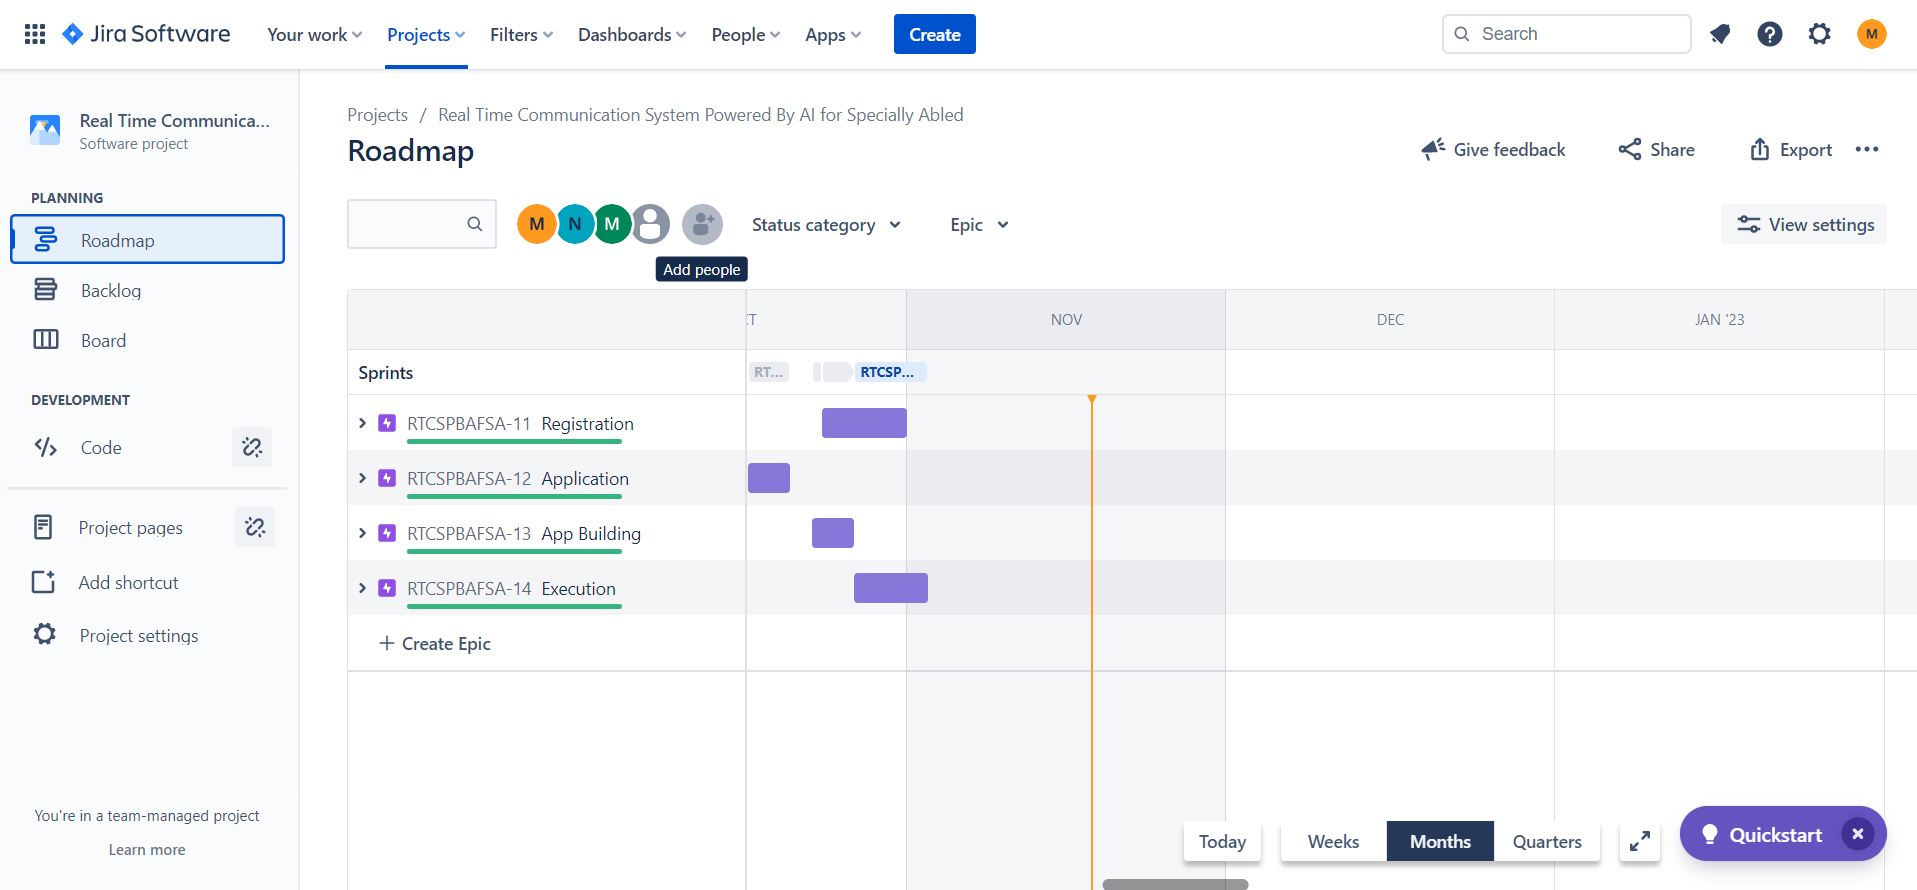 Jira Software Your work Projects Filters Dashboards People Apps Create Search M
Real Time Communica...
Software project
PLANNING
Roadmap
Backlog
Board
DEVELOPMENT
Code
Project pages
Add shortcut
Project settings
You're in a team-managed project
Learn more
Projects / Real Time Communication System Powered By AI for Specially Abled
Roadmap
Give feedback Share Export
M N M Status category Epic View settings
Add people
CT NOV DEC JAN '23
Sprints RT... RTCSP...
RTCSPBAFSA-11 Registration
RTCSPBAFSA-12 Application
RTCSPBAFSA-13 App Building
RTCSPBAFSA-14 Execution
+ Create Epic
Today Weeks Months Quarters Quickstart